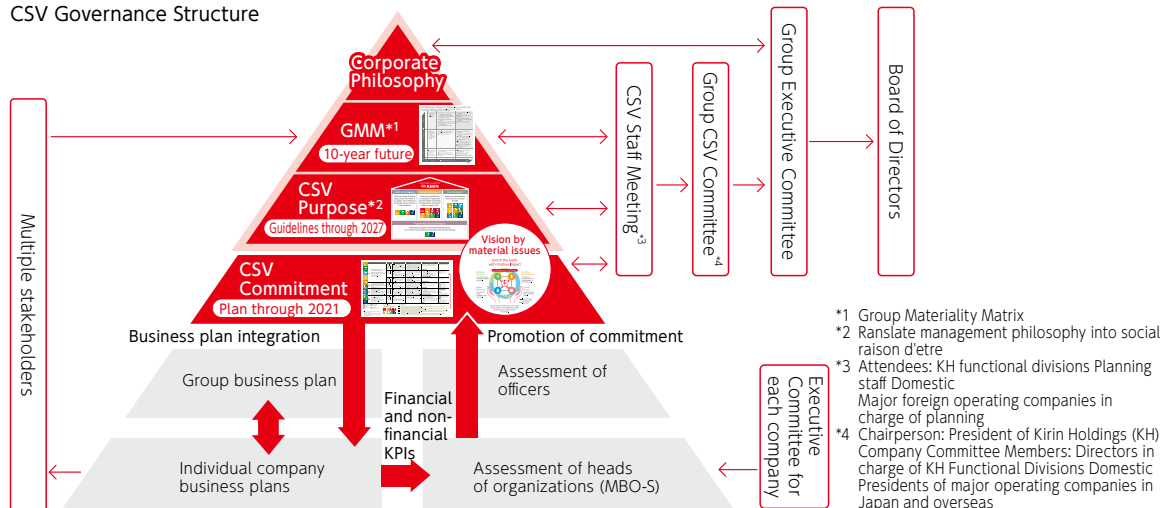 CSV Governance Structure
Corporate
Philosophy
GMM*1
10-year future
CSV
Purpose*2
Guidelines through 2027
KIRIN
Vision by
material issues
CSV
Commitment
Plan through 2021
Multiple stakeholders
CSV Staff Meeting*3
Group CSV Committee*4
Group Executive Committee
Board of Directors
Business plan integration
Promotion of commitment
Group business plan
Assessment of
officers
Financial
and non-
financial
KPIs
Individual company
business plans
Assessment of heads
of organizations (MBO-S)
Executive
Committee for
each company
*1 Group Materiality Matrix
*2 Ranslate management philosophy into social
raison d'etre
*3 Attendees: KH functional divisions Planning
staff Domestic
Major foreign operating companies in
charge of planning
*4 Chairperson: President of Kirin Holdings (KH)
Company Committee Members: Directors in
charge of KH Functional Divisions Domestic
Presidents of major operating companies in
Japan and overseas